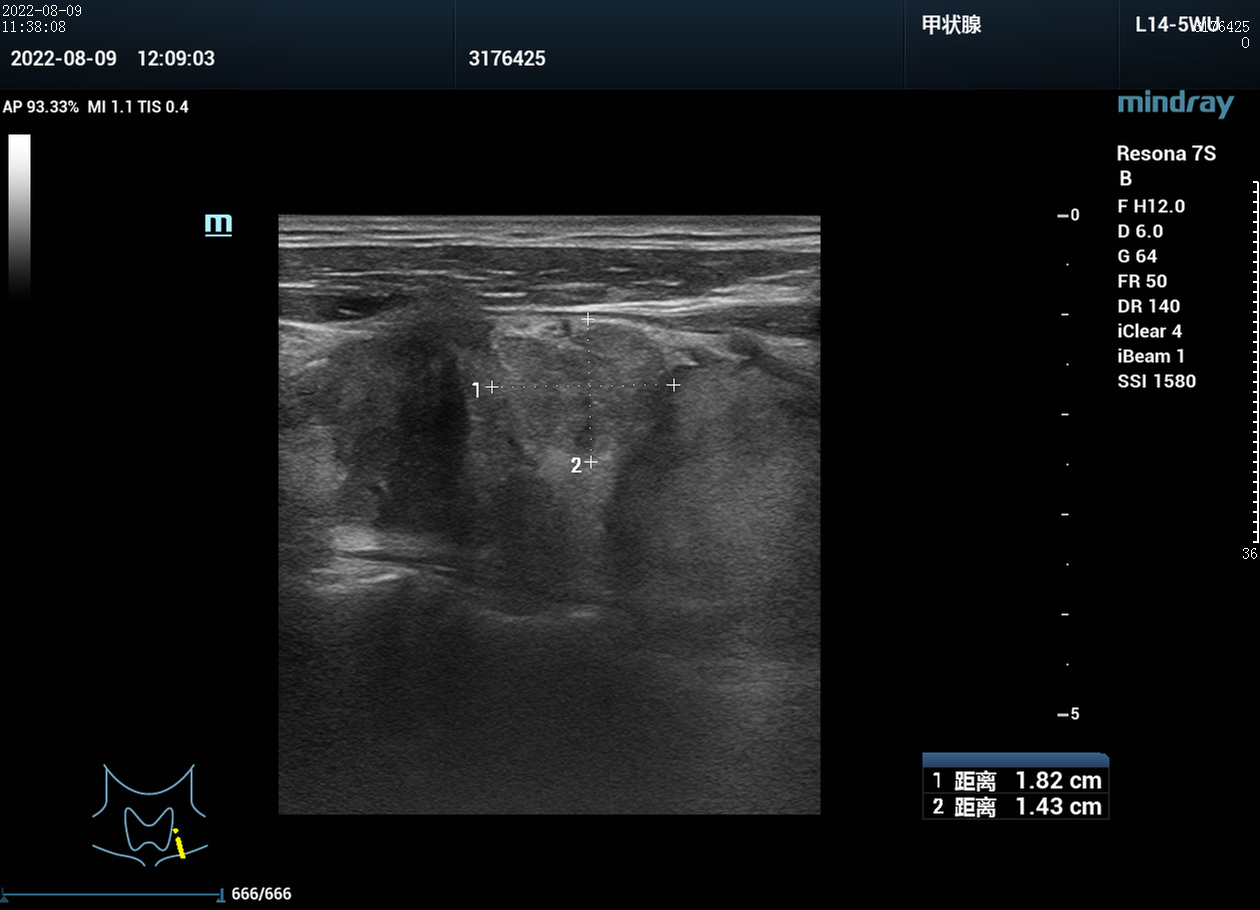 2022-08-09
11:38:08
2022-08-09 12:09:03
3176425
甲状腺
L14-5WU
3176425
0
AP 93.33% MI 1.1 TIS 0.4
mindray
m
Resona 7S
B
F H12.0
D 6.0
G 64
FR 50
DR 140
iClear 4
iBeam 1
SSI 1580
0
1
2
5
36
1 距离 1.82 cm
2 距离 1.43 cm
666/666